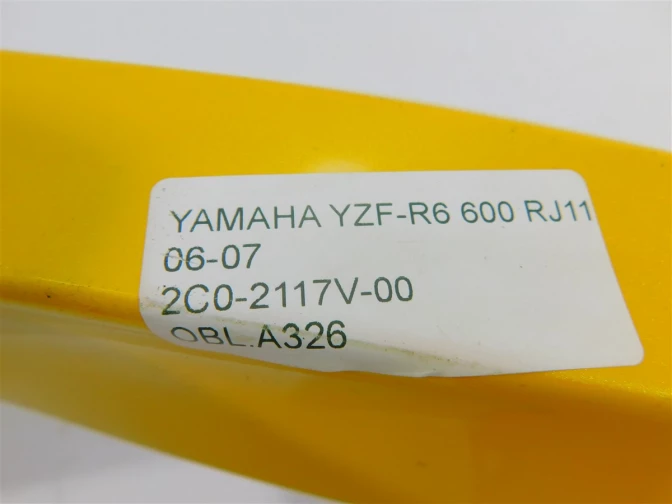 YAMAHA YZF-R6 600 RJ11
06-07
2C0-2117V-00
OBL.A326